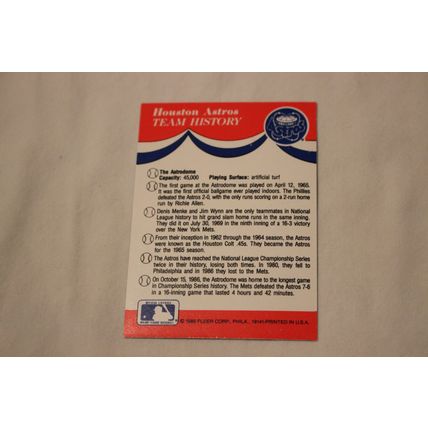 Houston Astros
TEAM HISTORY
The Astrodome
Capacity: 45,000 Playing Surface: artificial turf
The first game at the Astrodome was played on April 12, 1965.
It was the first official ballgame ever played indoors. The Phillies
defeated the Astros 2-0, with the only runs scoring on a two-run home
run by Richie Allen.
Denis Menke and Jim Wynn are the only teammates in National
League history to hit grand slam home runs in the same inning.
They did it on July 30, 1969 in the ninth inning of a 16-3 victory
over the New York Mets.
From their inception in 1962 through the 1964 season, the Astros
were known as the Houston Colt .45s. They became the Astros for
the 1965 season.
The Astros have reached the National League Championship Series
twice in their history, losing both times. In 1980, they fell to
Philadelphia and in 1986 they lost to the Mets.
On October 15, 1986, the Astrodome was home to the longest game
in Championship Series history. The Mets defeated the Astros 7-6
in a 16-inning game that lasted 4 hours and 42 minutes.
© 1986 FLEER CORP., PHILA., 19141-PRINTED IN U.S.A.